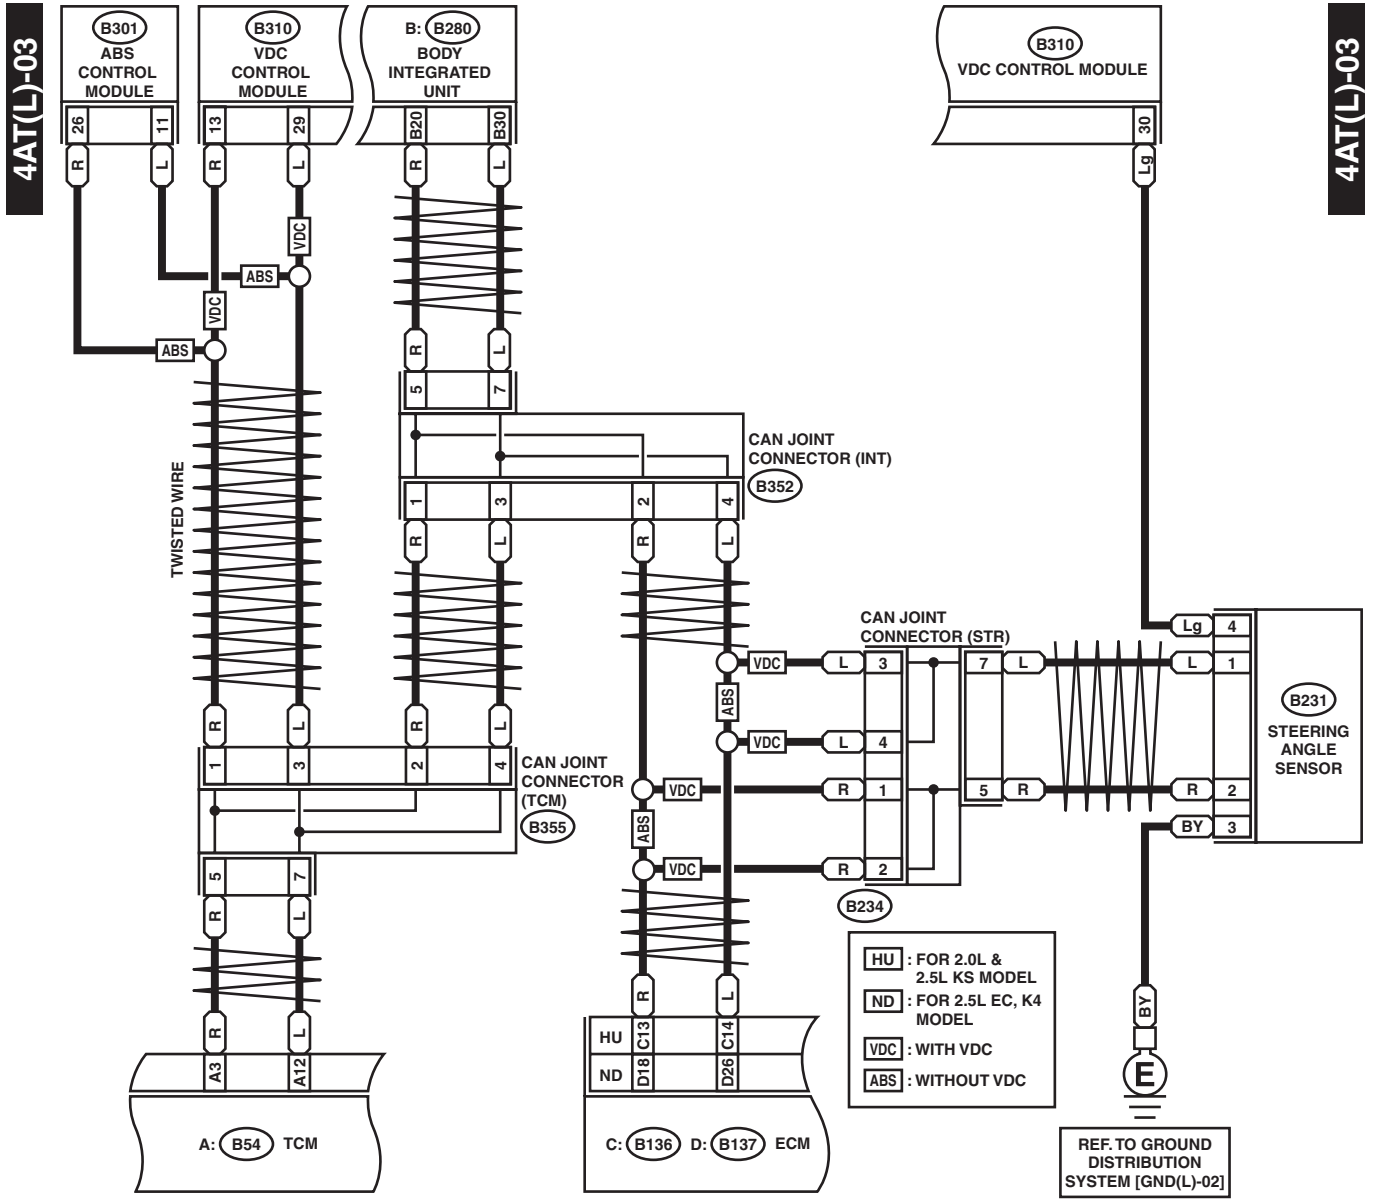 4AT(L)-03
B301
ABS
CONTROL
MODULE
B310
VDC
CONTROL
MODULE
B: B280
BODY
INTEGRATED
UNIT
B310
VDC CONTROL MODULE
4AT(L)-03
26
11
13
29
B20
B30
30
R
L
R
L
R
L
Lg
VDC
ABS
VDC
ABS
R
L
5
7
CAN JOINT
CONNECTOR (INT)
B352
TWISTED WIRE
1
3
2
4
R
L
R
L
CAN JOINT
CONNECTOR (STR)
Lg 4
VDC L 3
7 L
L 1
ABS
B231
STEERING
ANGLE
SENSOR
R
L
R
L
VDC L 4
1
3
2
4
CAN JOINT
CONNECTOR
(TCM)
B355
VDC R 1
5 R
R 2
ABS
BY 3
VDC R 2
5
7
B234
R
L
HU : FOR 2.0L &
2.5L KS MODEL
ND : FOR 2.5L EC, K4
MODEL
VDC : WITH VDC
ABS : WITHOUT VDC
R
L
BY
R
L
HU C13 C14
ND D18 D26
A3
A12
E
A: B54 TCM
C: B136 D: B137 ECM
REF. TO GROUND
DISTRIBUTION
SYSTEM [GND(L)-02]